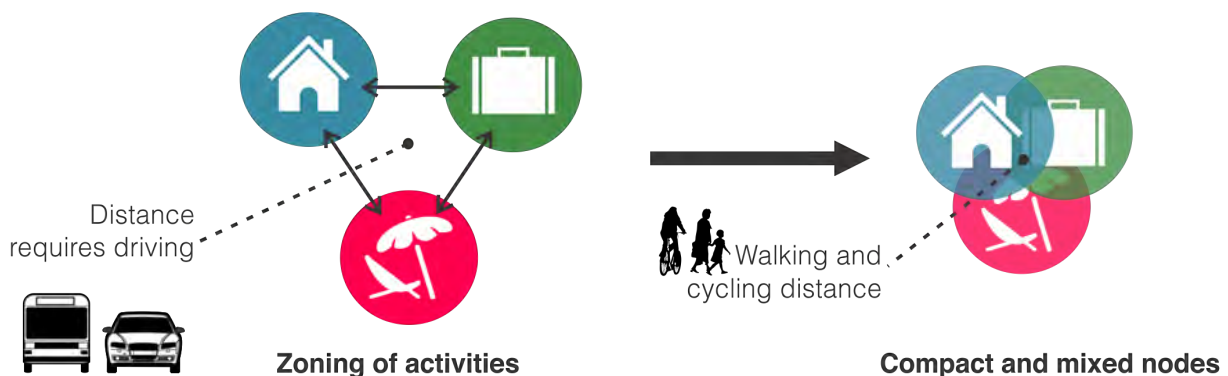 Distance
requires driving
Zoning of activities
Walking and
cycling distance
Compact and mixed nodes